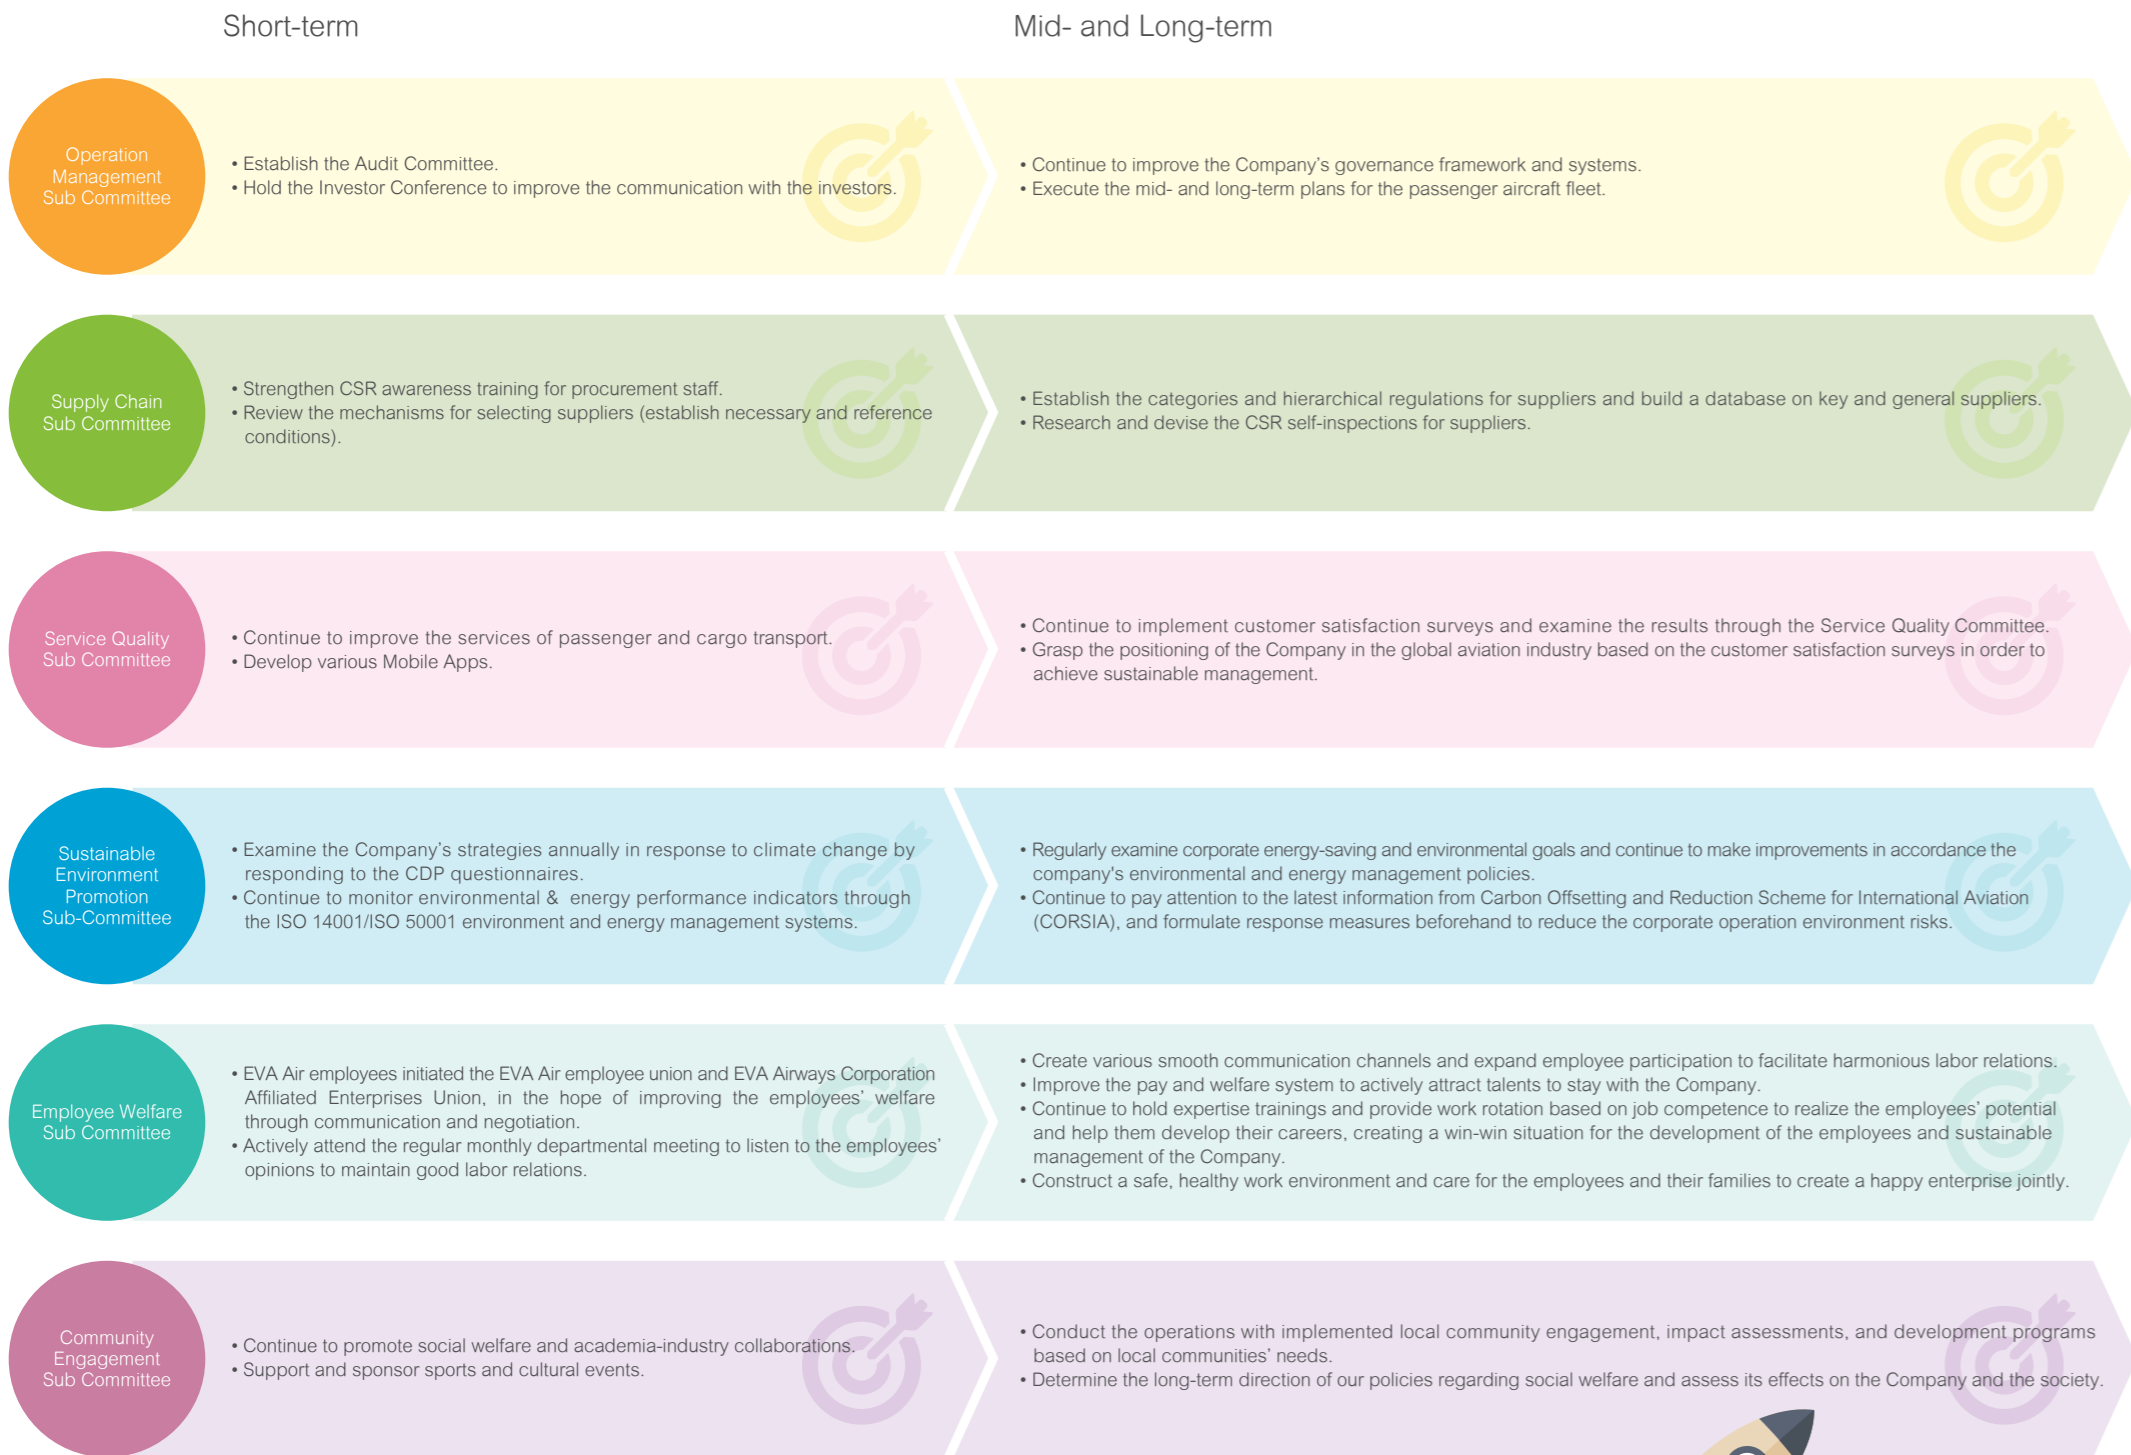 Short-term
Mid- and Long-term
Operation
Management
Sub Committee
• Establish the Audit Committee.
• Hold the Investor Conference to improve the communication with the investors.
• Continue to improve the Company’s governance framework and systems.
• Execute the mid- and long-term plans for the passenger aircraft fleet.
Supply Chain
Sub Committee
• Strengthen CSR awareness training for procurement staff.
• Review the mechanisms for selecting suppliers (establish necessary and reference
conditions).
• Establish the categories and hierarchical regulations for suppliers and build a database on key and general suppliers.
• Research and devise the CSR self-inspections for suppliers.
Service Quality
Sub Committee
• Continue to improve the services of passenger and cargo transport.
• Develop various Mobile Apps.
• Continue to implement customer satisfaction surveys and examine the results through the Service Quality Committee.
• Grasp the positioning of the Company in the global aviation industry based on the customer satisfaction surveys in order to
achieve sustainable management.
Sustainable
Environment
Promotion
Sub-Committee
• Examine the Company’s strategies annually in response to climate change by
responding to the CDP questionnaires.
• Continue to monitor environmental & energy performance indicators through
the ISO 14001/ISO 50001 environment and energy management systems.
• Regularly examine corporate energy-saving and environmental goals and continue to make improvements in accordance the
company's environmental and energy management policies.
• Continue to pay attention to the latest information from Carbon Offsetting and Reduction Scheme for International Aviation
(CORSIA), and formulate response measures beforehand to reduce the corporate operation environment risks.
Employee Welfare
Sub Committee
• EVA Air employees initiated the EVA Air employee union and EVA Airways Corporation
Affiliated Enterprises Union, in the hope of improving the employees’ welfare
through communication and negotiation.
• Actively attend the regular monthly departmental meeting to listen to the employees’
opinions to maintain good labor relations.
• Create various smooth communication channels and expand employee participation to facilitate harmonious labor relations.
• Improve the pay and welfare system to actively attract talents to stay with the Company.
• Continue to hold expertise trainings and provide work rotation based on job competence to realize the employees’ potential
and help them develop their careers, creating a win-win situation for the development of the employees and sustainable
management of the Company.
• Construct a safe, healthy work environment and care for the employees and their families to create a happy enterprise jointly.
Community
Engagement
Sub Committee
• Continue to promote social welfare and academia-industry collaborations.
• Support and sponsor sports and cultural events.
• Conduct the operations with implemented local community engagement, impact assessments, and development programs
based on local communities’ needs.
• Determine the long-term direction of our policies regarding social welfare and assess its effects on the Company and the society.